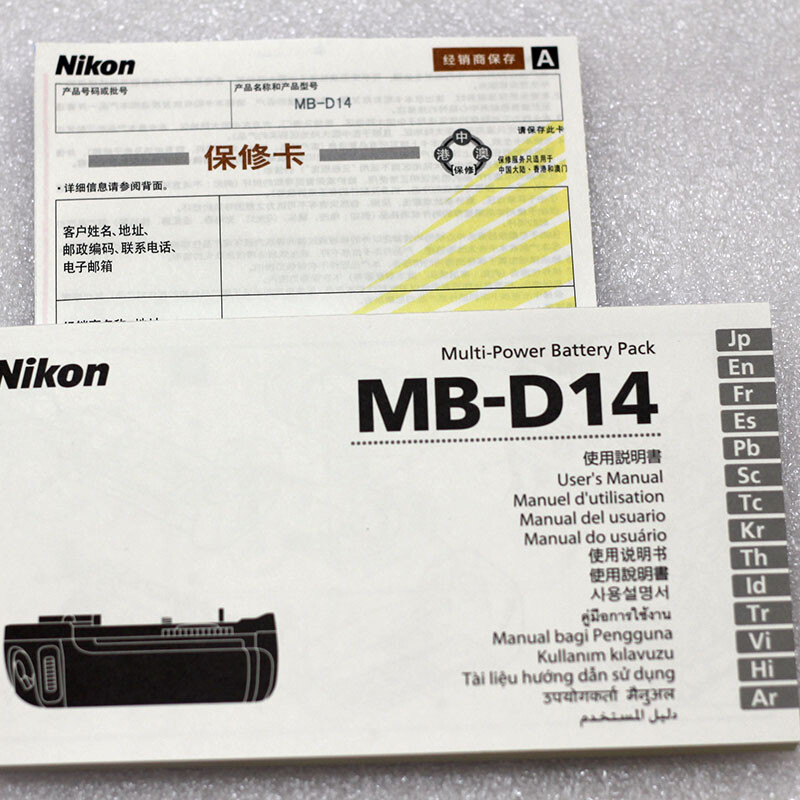 Nikon
经销商保存 A
产品号码或批号
产品名称和产品型号
MB-D14
请保存此卡
保修卡
中
港 澳
保修
保修服务只适用于
中国大陆、香港和澳门
·详细信息请参阅背面。
客户姓名、地址、
邮政编码、联系电话、
电子邮箱
Nikon
Multi-Power Battery Pack
MB-D14
使用説明書
User's Manual
Manuel d'utilisation
Manual del usuario
Manual do usuário
使用说明书
使用說明書
사용설명서
คู่มือการใช้งาน
Manual bagi Pengguna
Kullanım kılavuzu
Tài liệu hướng dẫn sử dụng
उपयोगकर्ता मैनुअल
دليل المستخدم
Jp
En
Fr
Es
Pb
Sc
Tc
Kr
Th
Id
Tr
Vi
Hi
Ar